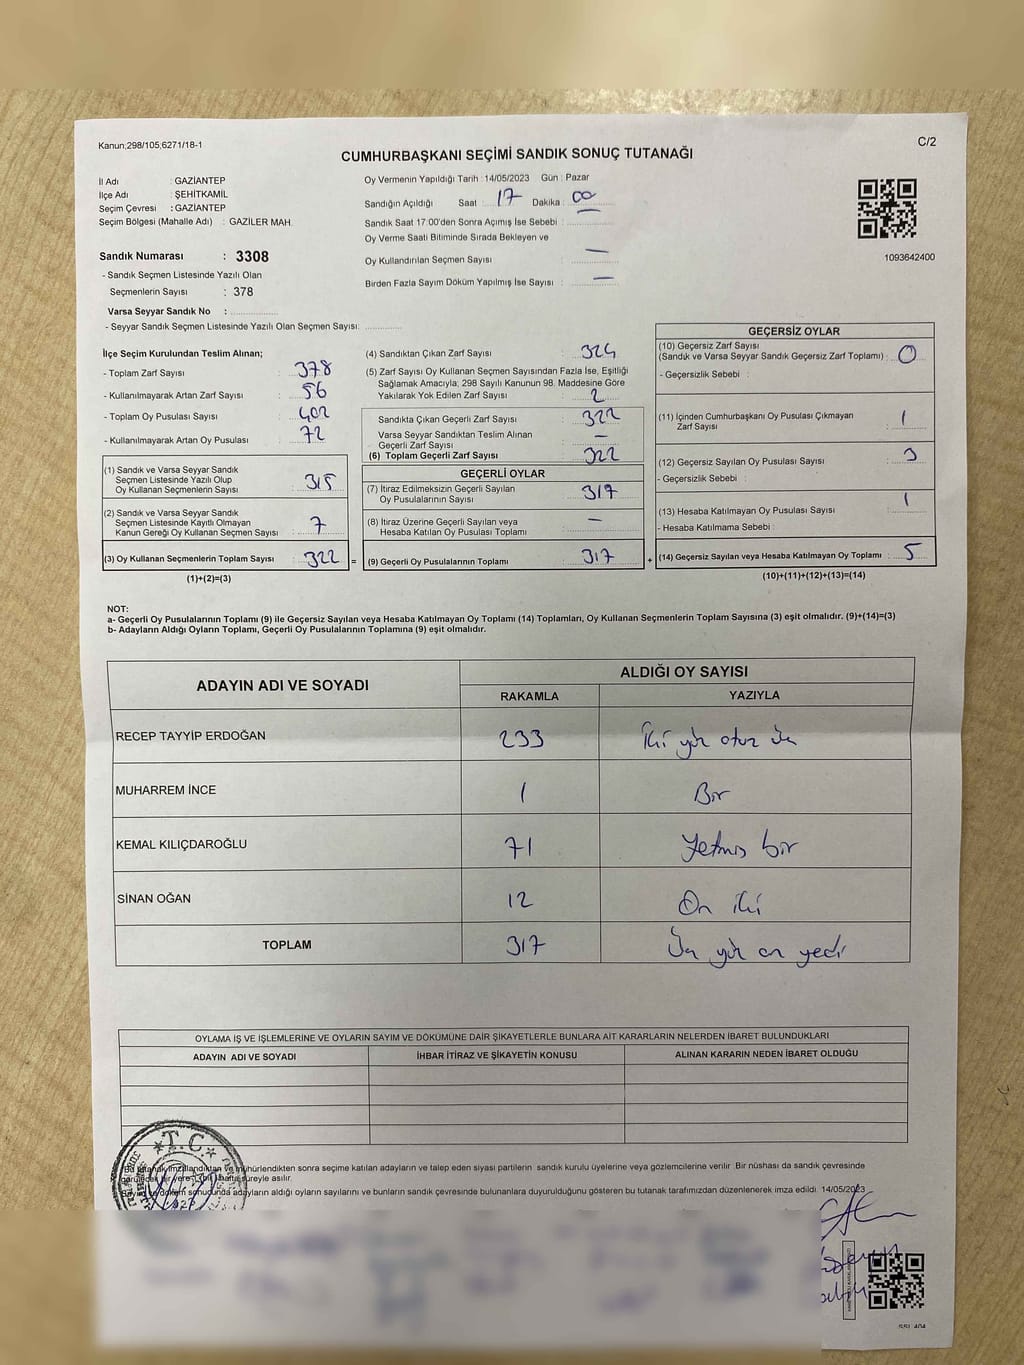 Kanun;298/105;6271/18-1
C/2
CUMHURBAŞKANI SEÇİMİ SANDIK SONUÇ TUTANAĞI
İl Adı : GAZİANTEP
İlçe Adı : ŞEHİTKAMİL
Seçim Çevresi : GAZİANTEP
Seçim Bölgesi (Mahalle Adı) : GAZİLER MAH.
Sandık Numarası : 3308
- Sandık Seçmen Listesinde Yazılı Olan
Seçmenlerin Sayısı : 378
Varsa Seyyar Sandık No :
- Seyyar Sandık Seçmen Listesinde Yazılı Olan Seçmen Sayısı:
Oy Vermenin Yapıldığı Tarih :14/05/2023 Gün : Pazar
Sandığın Açıldığı Saat : 17 Dakika : 00
Sandık Saat 17:00'den Sonra Açımış İse Sebebi :
Oy Verme Saati Bitiminde Sırada Bekleyen ve
Oy Kullandırılan Seçmen Sayısı : —
Birden Fazla Sayım Döküm Yapılmış İse Sayısı : —
1093642400
İlçe Seçim Kurulundan Teslim Alınan;
- Toplam Zarf Sayısı : 378
- Kullanılmayarak Artan Zarf Sayısı : 56
- Toplam Oy Pusulası Sayısı : 402
- Kullanılmayarak Artan Oy Pusulası : 72
(1) Sandık ve Varsa Seyyar Sandık
Seçmen Listesinde Yazılı Olup
Oy Kullanan Seçmenlerin Sayısı : 315
(2) Sandık ve Varsa Seyyar Sandık
Seçmen Listesinde Kayıtlı Olmayan
Kanun Gereği Oy Kullanan Seçmen Sayısı : 7
(3) Oy Kullanan Seçmenlerin Toplam Sayısı : 322 =
(1)+(2)=(3)
(4) Sandıktan Çıkan Zarf Sayısı : 324
(5) Zarf Sayısı Oy Kullanan Seçmen Sayısından Fazla İse, Eşitliği
Sağlamak Amacıyla; 298 Sayılı Kanunun 98. Maddesine Göre
Yakılarak Yok Edilen Zarf Sayısı : 2
Sandıkta Çıkan Geçerli Zarf Sayısı : 322
Varsa Seyyar Sandıktan Teslim Alınan
Geçerli Zarf Sayısı : —
(6) Toplam Geçerli Zarf Sayısı : 322
GEÇERLİ OYLAR
(7) İtiraz Edilmeksizin Geçerli Sayılan
Oy Pusulalarının Sayısı : 317
(8) İtiraz Üzerine Geçerli Sayılan veya
Hesaba Katılan Oy Pusulası Toplamı : —
(9) Geçerli Oy Pusulalarının Toplamı : 317 +
GEÇERSİZ OYLAR
(10) Geçersiz Zarf Sayısı
(Sandık ve Varsa Seyyar Sandık Geçersiz Zarf Toplamı) : 0
- Geçersizlik Sebebi :
(11) İçinden Cumhurbaşkanı Oy Pusulası Çıkmayan
Zarf Sayısı : 1
(12) Geçersiz Sayılan Oy Pusulası Sayısı : 3
- Geçersizlik Sebebi :
(13) Hesaba Katılmayan Oy Pusulası Sayısı : 1
- Hesaba Katılmama Sebebi :
(14) Geçersiz Sayılan veya Hesaba Katılmayan Oy Toplamı : 5
(10)+(11)+(12)+(13)=(14)
NOT:
a- Geçerli Oy Pusulalarının Toplamı (9) ile Geçersiz Sayılan veya Hesaba Katılmayan Oy Toplamı (14) Toplamları, Oy Kullanan Seçmenlerin Toplam Sayısına (3) eşit olmalıdır. (9)+(14)=(3)
b- Adayların Aldığı Oyların Toplamı, Geçerli Oy Pusulalarının Toplamına (9) eşit olmalıdır.
ADAYIN ADI VE SOYADI
ALDIĞI OY SAYISI
RAKAMLA YAZIYLA
RECEP TAYYİP ERDOĞAN 233 İki yüz otuz üç
MUHARREM İNCE 1 Bir
KEMAL KILIÇDAROĞLU 71 Yetmiş bir
SİNAN OĞAN 12 On iki
TOPLAM 317 Üç yüz on yedi
OYLAMA İŞ VE İŞLEMLERİNE VE OYLARIN SAYIM VE DÖKÜMÜNE DAİR ŞİKAYETLERLE BUNLARA AİT KARARLARIN NELERDEN İBARET BULUNDUKLARI
ADAYIN ADI VE SOYADI İHBAR İTİRAZ VE ŞİKAYETİN KONUSU ALINAN KARARIN NEDEN İBARET OLDUĞU
T.C.
tutanak imzalandıktan ve mühürlendikten sonra seçime katılan adayların ve talep eden siyasi partilerin sandık kurulu üyelerine veya gözlemcilerine verilir. Bir nüshası da sandık çevresinde
süreyle asılır.
sonucunda adayların aldığı oyların sayılarını ve bunların sandık çevresinde bulunanlara duyurulduğunu gösteren bu tutanak tarafımızdan düzenlenerek imza edildi. 14/05/2023